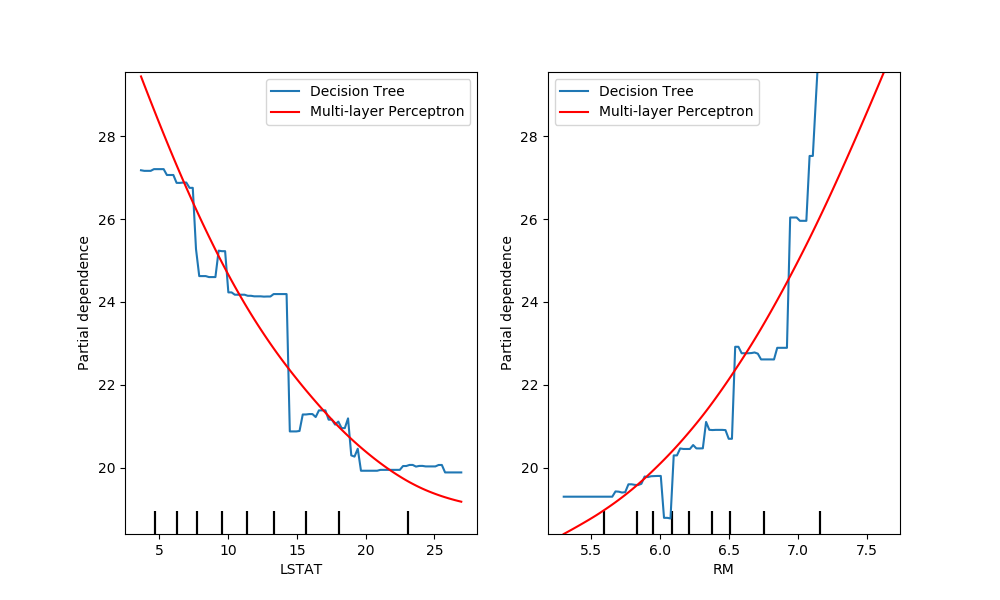 Decision Tree
Multi-layer Perceptron
28
26
24
22
20
Partial dependence
5 10 15 20 25
LSTAT
Decision Tree
Multi-layer Perceptron
28
26
24
22
20
Partial dependence
5.5 6.0 6.5 7.0 7.5
RM